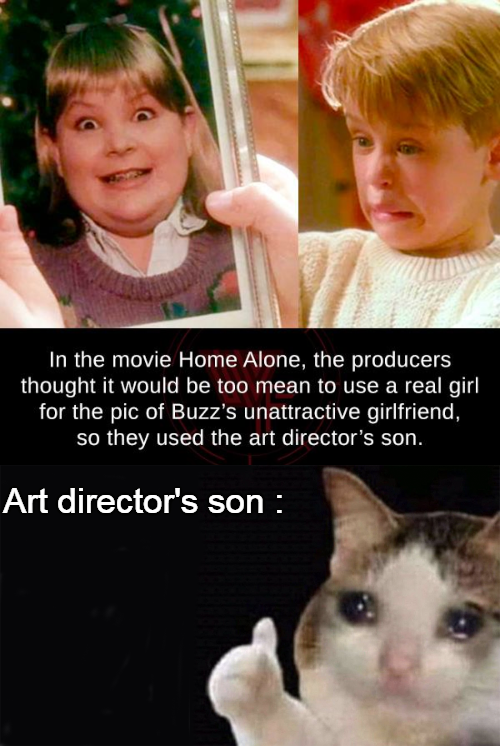 In the movie Home Alone, the producers
thought it would be too mean to use a real girl
for the pic of Buzz's unattractive girlfriend,
so they used the art director's son.
Art director's son :